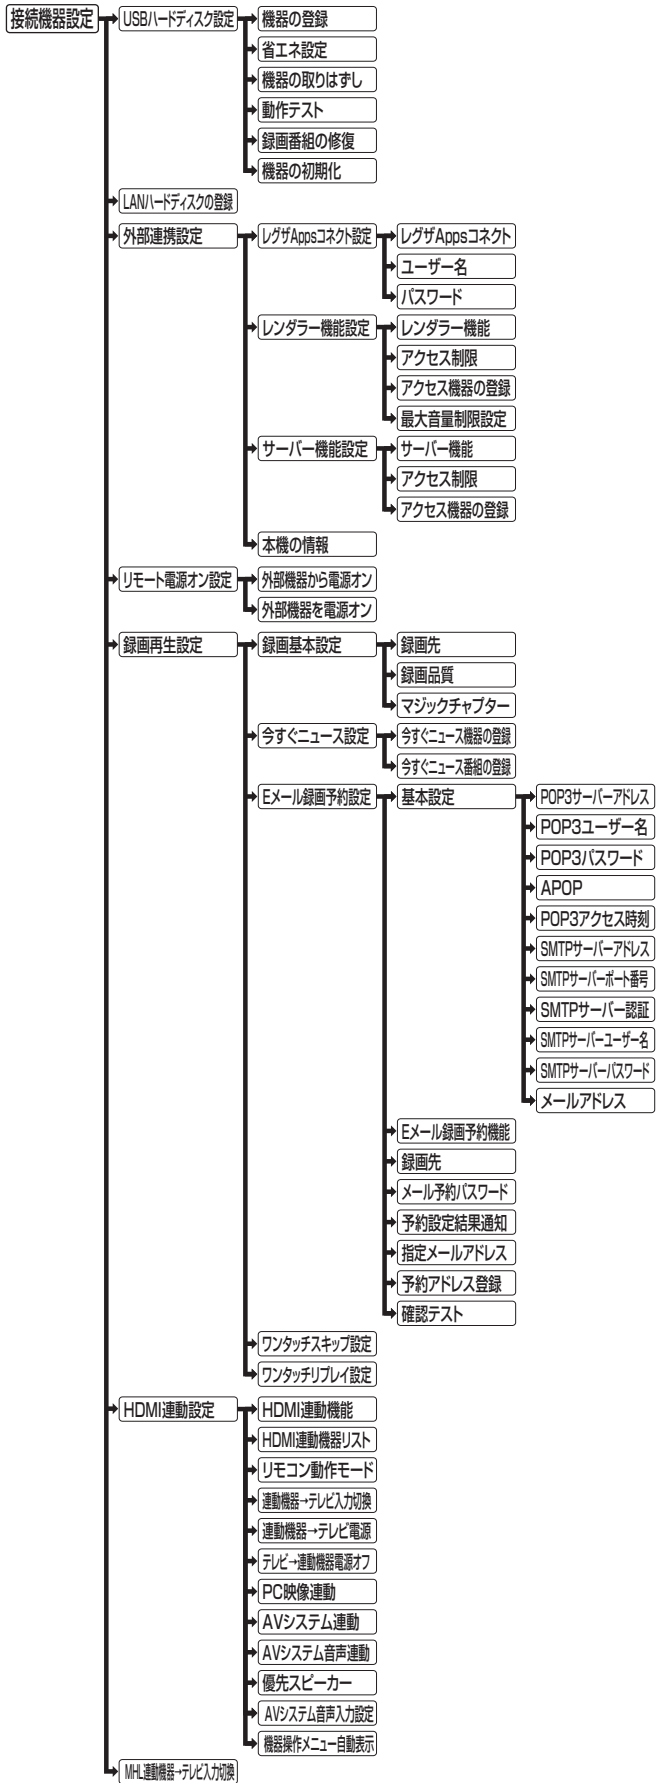 接続機器設定
USBハードディスク設定
機器の登録
省エネ設定
機器の取りはずし
動作テスト
録画番組の修復
機器の初期化
LANハードディスクの登録
外部連携設定
レグザAppsコネクト設定
レグザAppsコネクト
ユーザー名
パスワード
レンダラー機能設定
レンダラー機能
アクセス制限
アクセス機器の登録
最大音量制限設定
サーバー機能設定
サーバー機能
アクセス制限
アクセス機器の登録
本機の情報
リモート電源オン設定
外部機器から電源オン
外部機器を電源オン
録画再生設定
録画基本設定
録画先
録画品質
マジックチャプター
今すぐニュース設定
今すぐニュース機器の登録
今すぐニュース番組の登録
Eメール録画予約設定
基本設定
POP3サーバーアドレス
POP3ユーザー名
POP3パスワード
APOP
POP3アクセス時刻
SMTPサーバーアドレス
SMTPサーバーポート番号
SMTPサーバー認証
SMTPサーバーユーザー名
SMTPサーバーパスワード
メールアドレス
Eメール録画予約機能
録画先
メール予約パスワード
予約設定結果通知
指定メールアドレス
予約アドレス登録
確認テスト
ワンタッチスキップ設定
ワンタッチリプレイ設定
HDMI連動設定
HDMI連動機能
HDMI連動機器リスト
リモコン動作モード
連動機器→テレビ入力切換
連動機器→テレビ電源
テレビ→連動機器電源オフ
PC映像連動
AVシステム連動
AVシステム音声連動
優先スピーカー
AVシステム音声入力設定
機器操作メニュー自動表示
MHL連動機器→テレビ入力切換